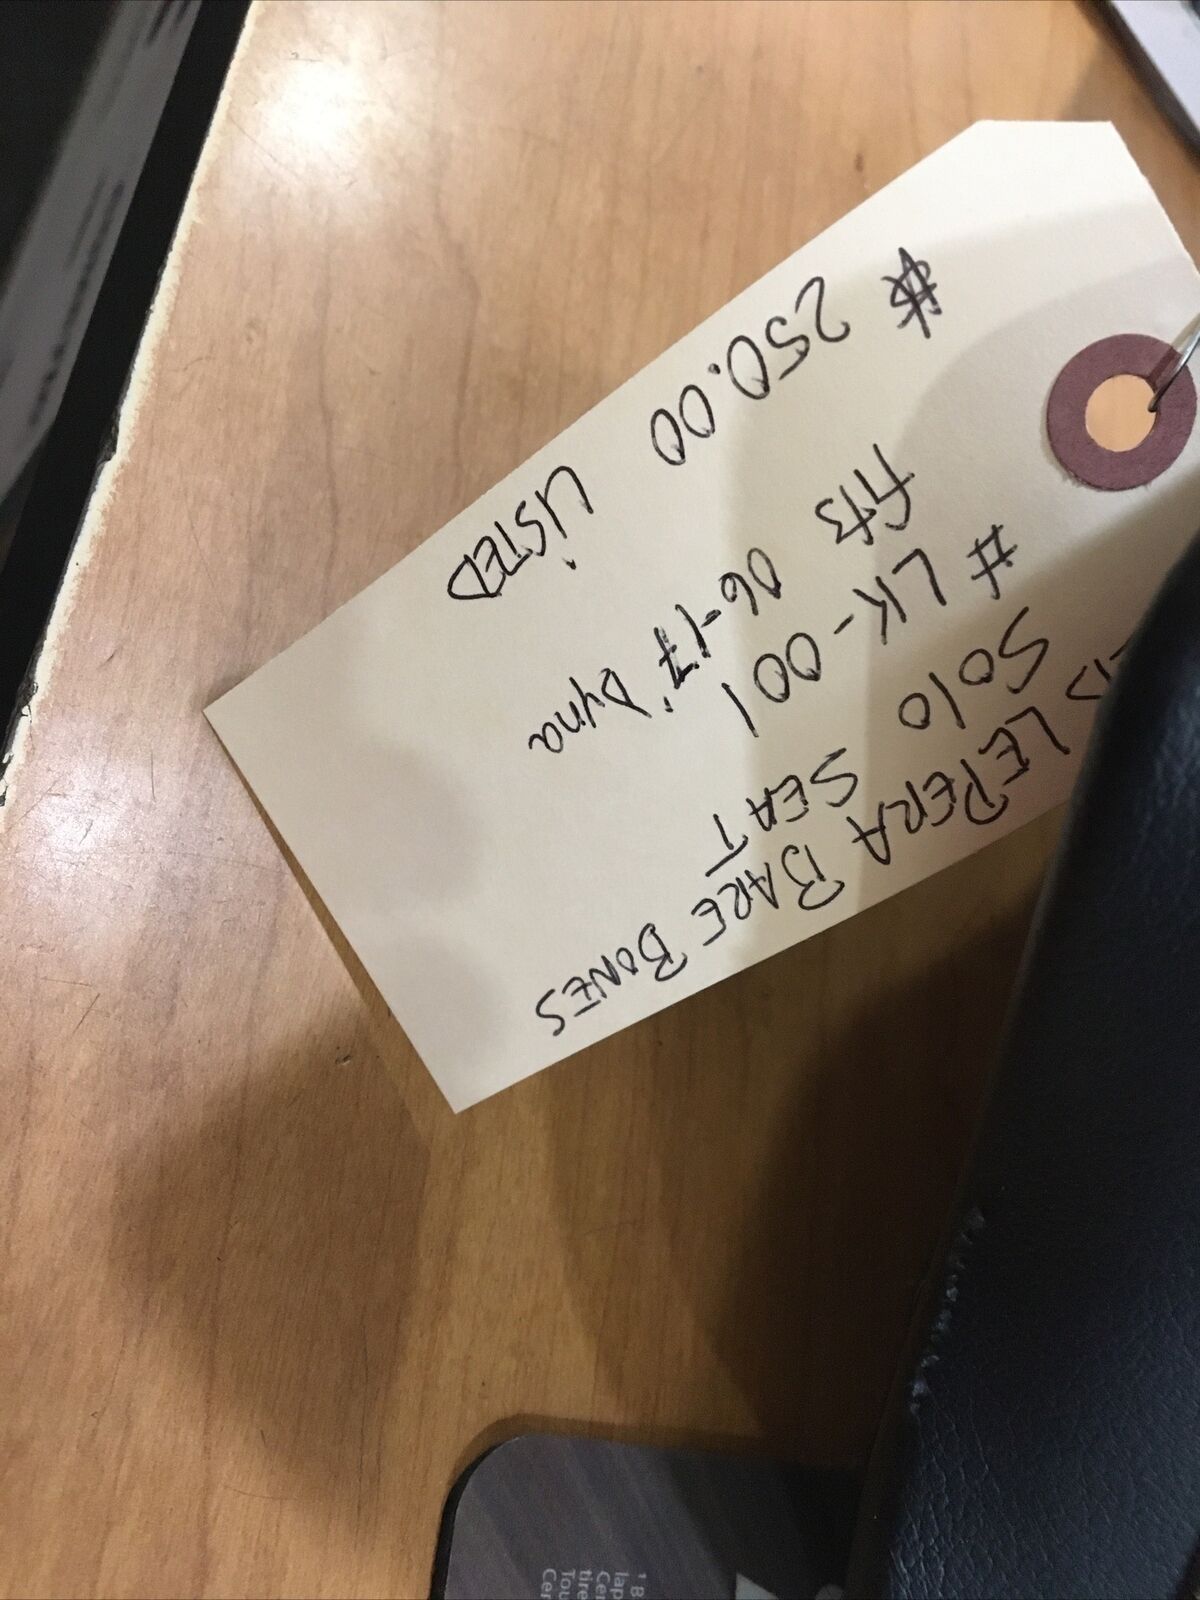 LEPERA BARE BONES
SOLO SEAT
# LK-001
fits 06-17' Dyna
$ 250.00 LISTED